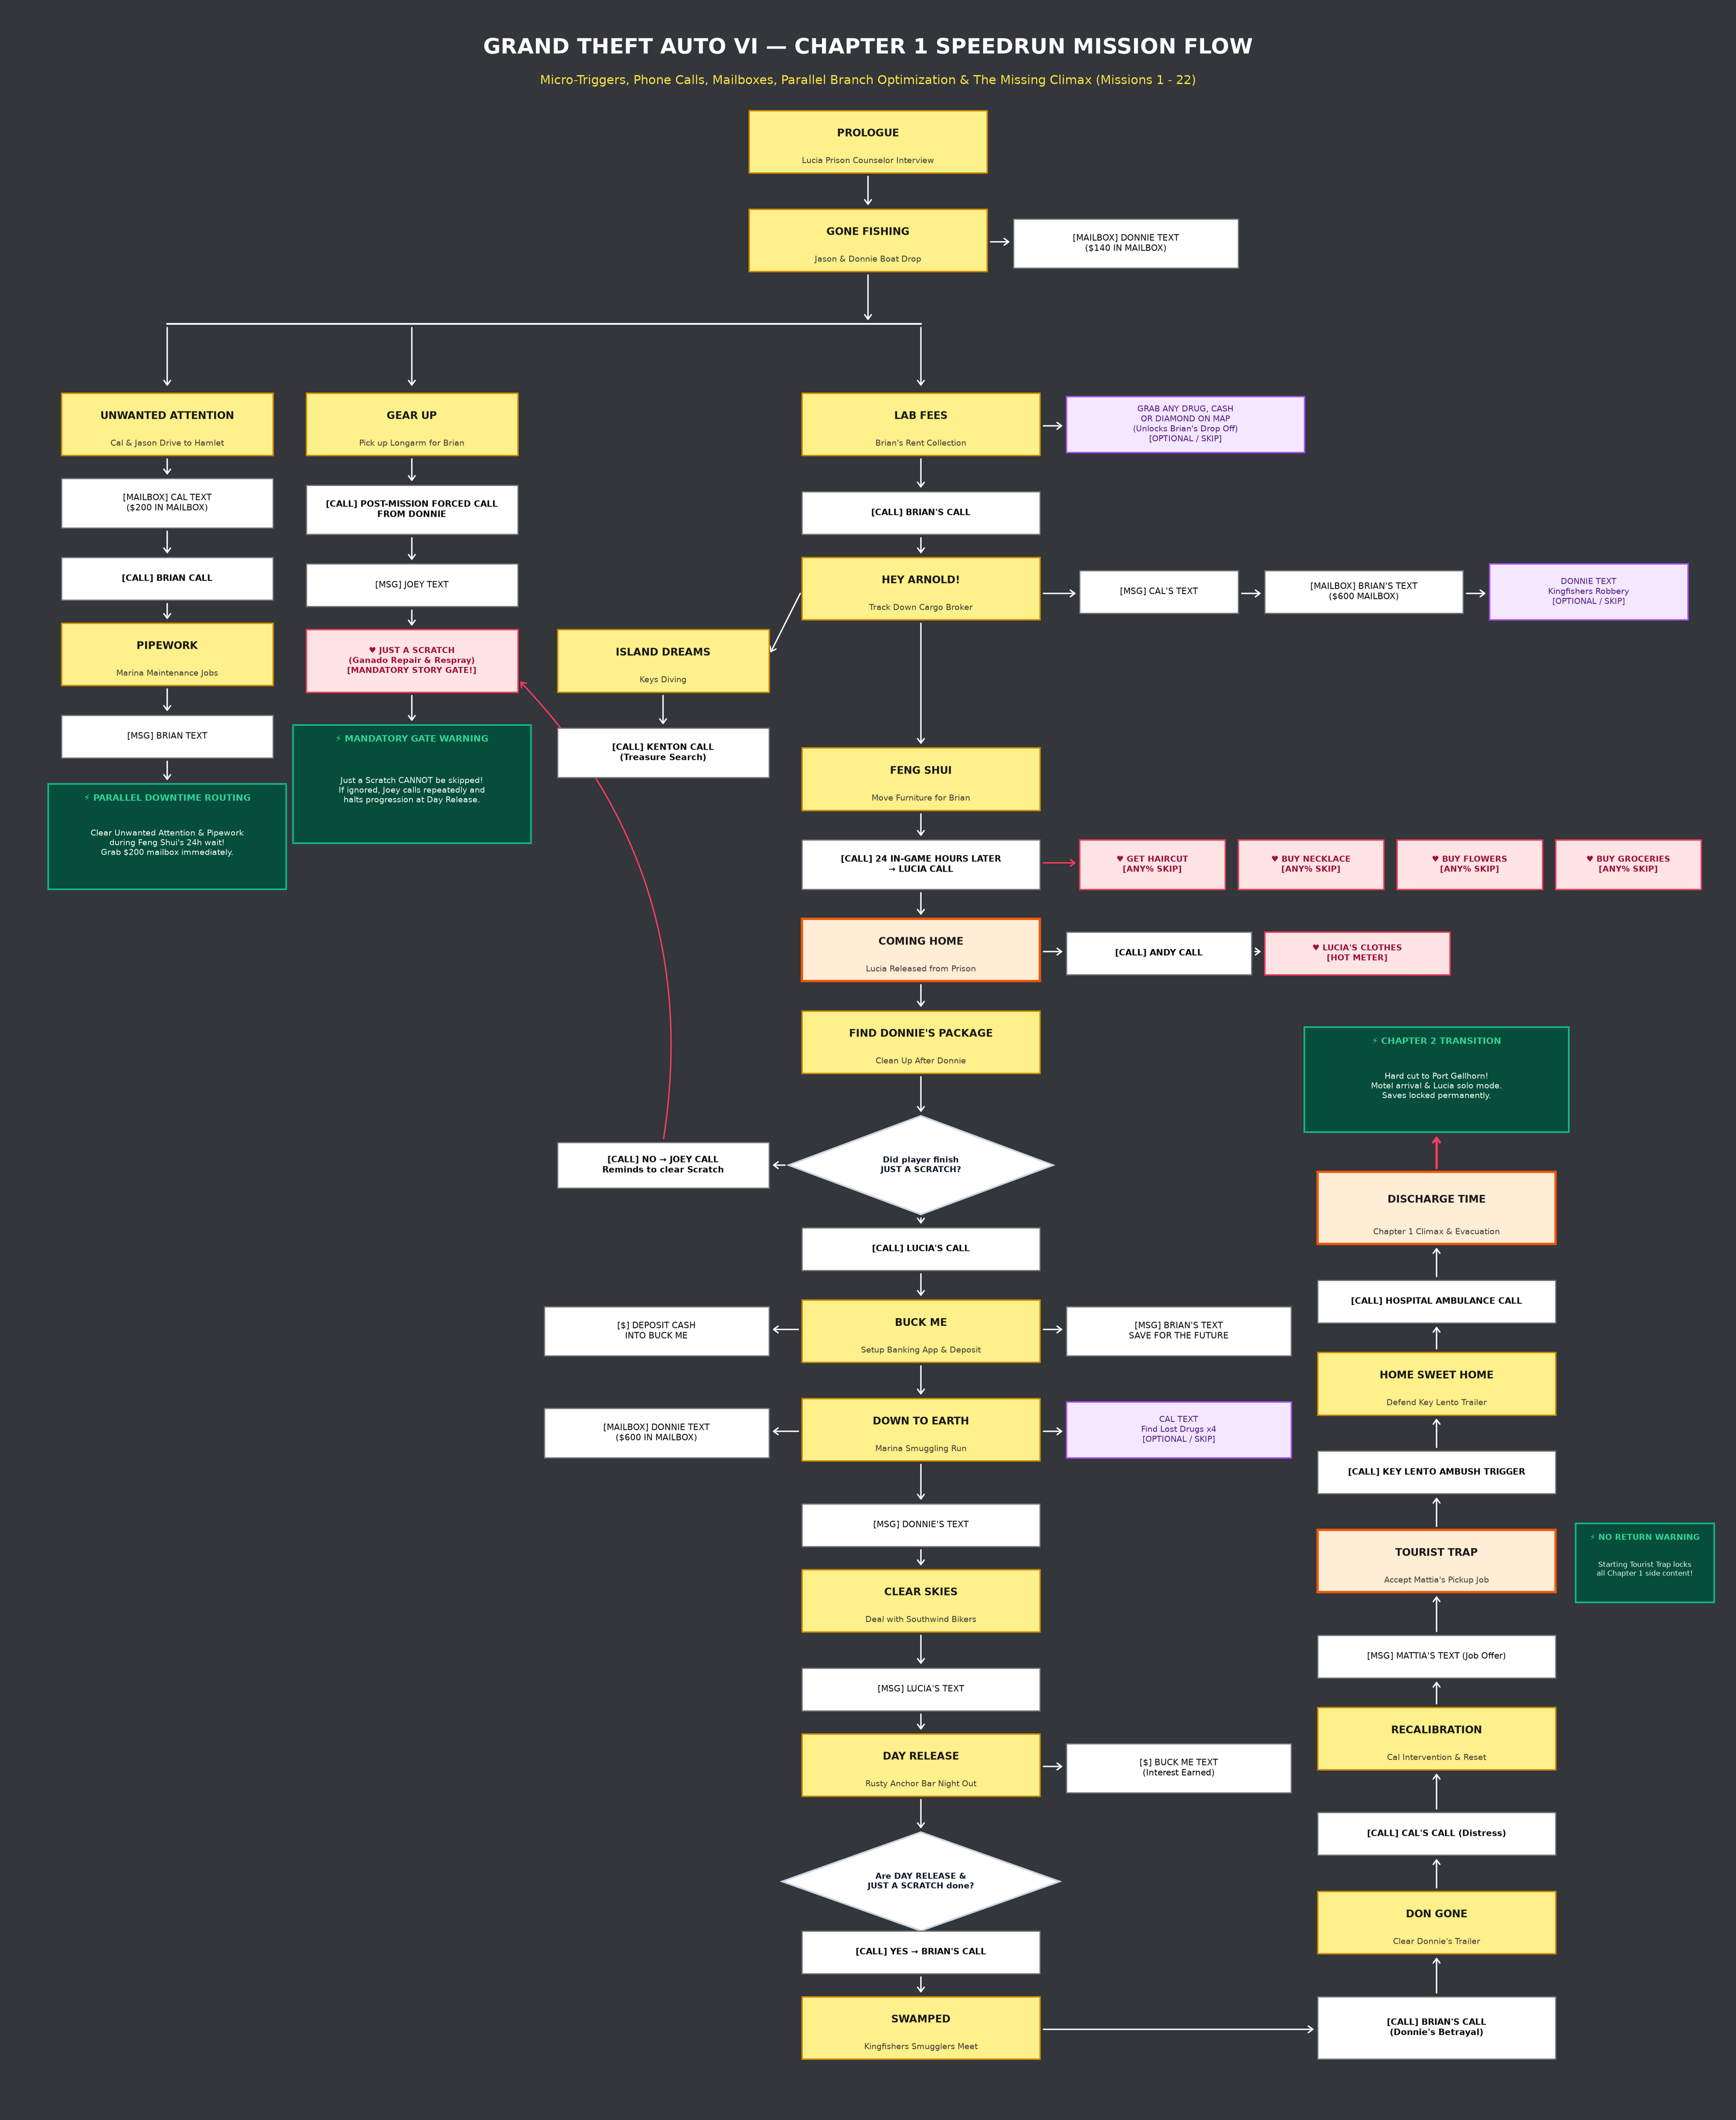 GRAND THEFT AUTO VI — CHAPTER 1 SPEEDRUN MISSION FLOW
Micro-Triggers, Phone Calls, Mailboxes, Parallel Branch Optimization & The Missing Climax (Missions 1 - 22)
PROLOGUE
Lucia Prison Counselor Interview
GONE FISHING
Jason & Donnie Boat Drop
[MAILBOX] DONNIE TEXT
($140 IN MAILBOX)
UNWANTED ATTENTION
Cal & Jason Drive to Hamlet
[MAILBOX] CAL TEXT
($200 IN MAILBOX)
[CALL] BRIAN CALL
PIPEWORK
Marina Maintenance Jobs
[MSG] BRIAN TEXT
⚡ PARALLEL DOWNTIME ROUTING
Clear Unwanted Attention & Pipework
during Feng Shui's 24h wait!
Grab $200 mailbox immediately.
GEAR UP
Pick up Longarm for Brian
[CALL] POST-MISSION FORCED CALL
FROM DONNIE
[MSG] JOEY TEXT
♥ JUST A SCRATCH
(Ganado Repair & Respray)
[MANDATORY STORY GATE!]
⚡ MANDATORY GATE WARNING
Just a Scratch CANNOT be skipped!
If ignored, Joey calls repeatedly and
halts progression at Day Release.
LAB FEES
Brian's Rent Collection
GRAB ANY DRUG, CASH
OR DIAMOND ON MAP
(Unlocks Brian's Drop Off)
[OPTIONAL / SKIP]
[CALL] BRIAN'S CALL
HEY ARNOLD!
Track Down Cargo Broker
[MSG] CAL'S TEXT
[MAILBOX] BRIAN'S TEXT
($600 MAILBOX)
DONNIE TEXT
Kingfishers Robbery
[OPTIONAL / SKIP]
ISLAND DREAMS
Keys Diving
[CALL] KENTON CALL
(Treasure Search)
FENG SHUI
Move Furniture for Brian
[CALL] 24 IN-GAME HOURS LATER
→ LUCIA CALL
♥ GET HAIRCUT
[ANY% SKIP]
♥ BUY NECKLACE
[ANY% SKIP]
♥ BUY FLOWERS
[ANY% SKIP]
♥ BUY GROCERIES
[ANY% SKIP]
COMING HOME
Lucia Released from Prison
[CALL] ANDY CALL
♥ LUCIA'S CLOTHES
[HOT METER]
FIND DONNIE'S PACKAGE
Clean Up After Donnie
Did player finish
JUST A SCRATCH?
[CALL] NO → JOEY CALL
Reminds to clear Scratch
[CALL] LUCIA'S CALL
BUCK ME
Setup Banking App & Deposit
[$] DEPOSIT CASH
INTO BUCK ME
[MSG] BRIAN'S TEXT
SAVE FOR THE FUTURE
DOWN TO EARTH
Marina Smuggling Run
[MAILBOX] DONNIE TEXT
($600 IN MAILBOX)
CAL TEXT
Find Lost Drugs x4
[OPTIONAL / SKIP]
[MSG] DONNIE'S TEXT
CLEAR SKIES
Deal with Southwind Bikers
[MSG] LUCIA'S TEXT
DAY RELEASE
Rusty Anchor Bar Night Out
[$] BUCK ME TEXT
(Interest Earned)
Are DAY RELEASE &
JUST A SCRATCH done?
[CALL] YES → BRIAN'S CALL
SWAMPED
Kingfishers Smugglers Meet
[CALL] BRIAN'S CALL
(Donnie's Betrayal)
DON GONE
Clear Donnie's Trailer
[CALL] CAL'S CALL (Distress)
RECALIBRATION
Cal Intervention & Reset
[MSG] MATTIA'S TEXT (Job Offer)
TOURIST TRAP
Accept Mattia's Pickup Job
⚡ NO RETURN WARNING
Starting Tourist Trap locks
all Chapter 1 side content!
[CALL] KEY LENTO AMBUSH TRIGGER
HOME SWEET HOME
Defend Key Lento Trailer
[CALL] HOSPITAL AMBULANCE CALL
DISCHARGE TIME
Chapter 1 Climax & Evacuation
⚡ CHAPTER 2 TRANSITION
Hard cut to Port Gellhorn!
Motel arrival & Lucia solo mode.
Saves locked permanently.